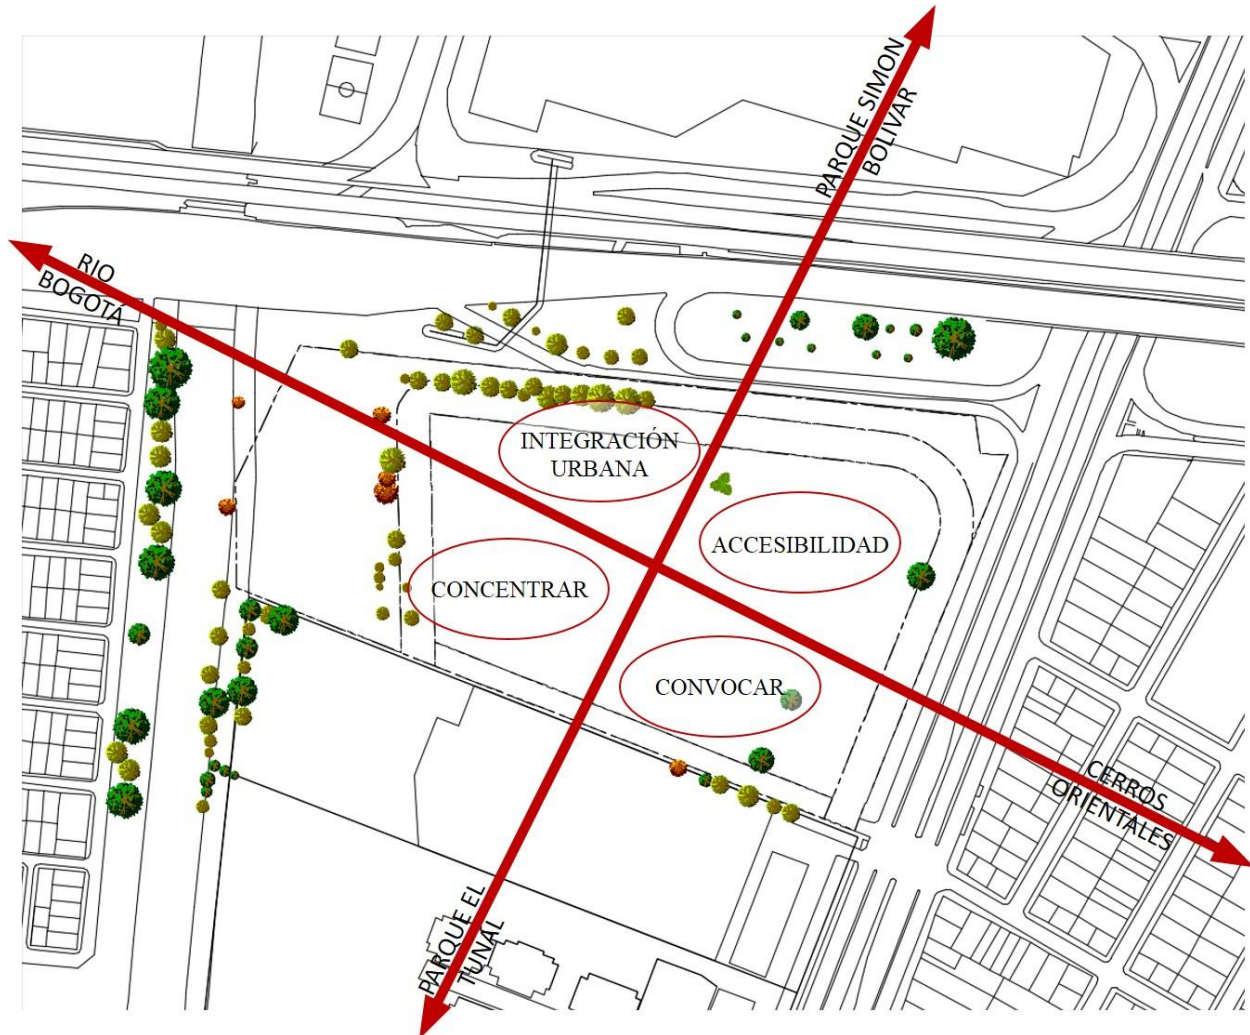 PARQUE SIMON
BOLIVAR
RIO
BOGOTÁ
INTEGRACIÓN
URBANA
ACCESIBILIDAD
CONCENTRAR
CONVOCAR
CERROS
ORIENTALES
PARQUE EL
TUNAL